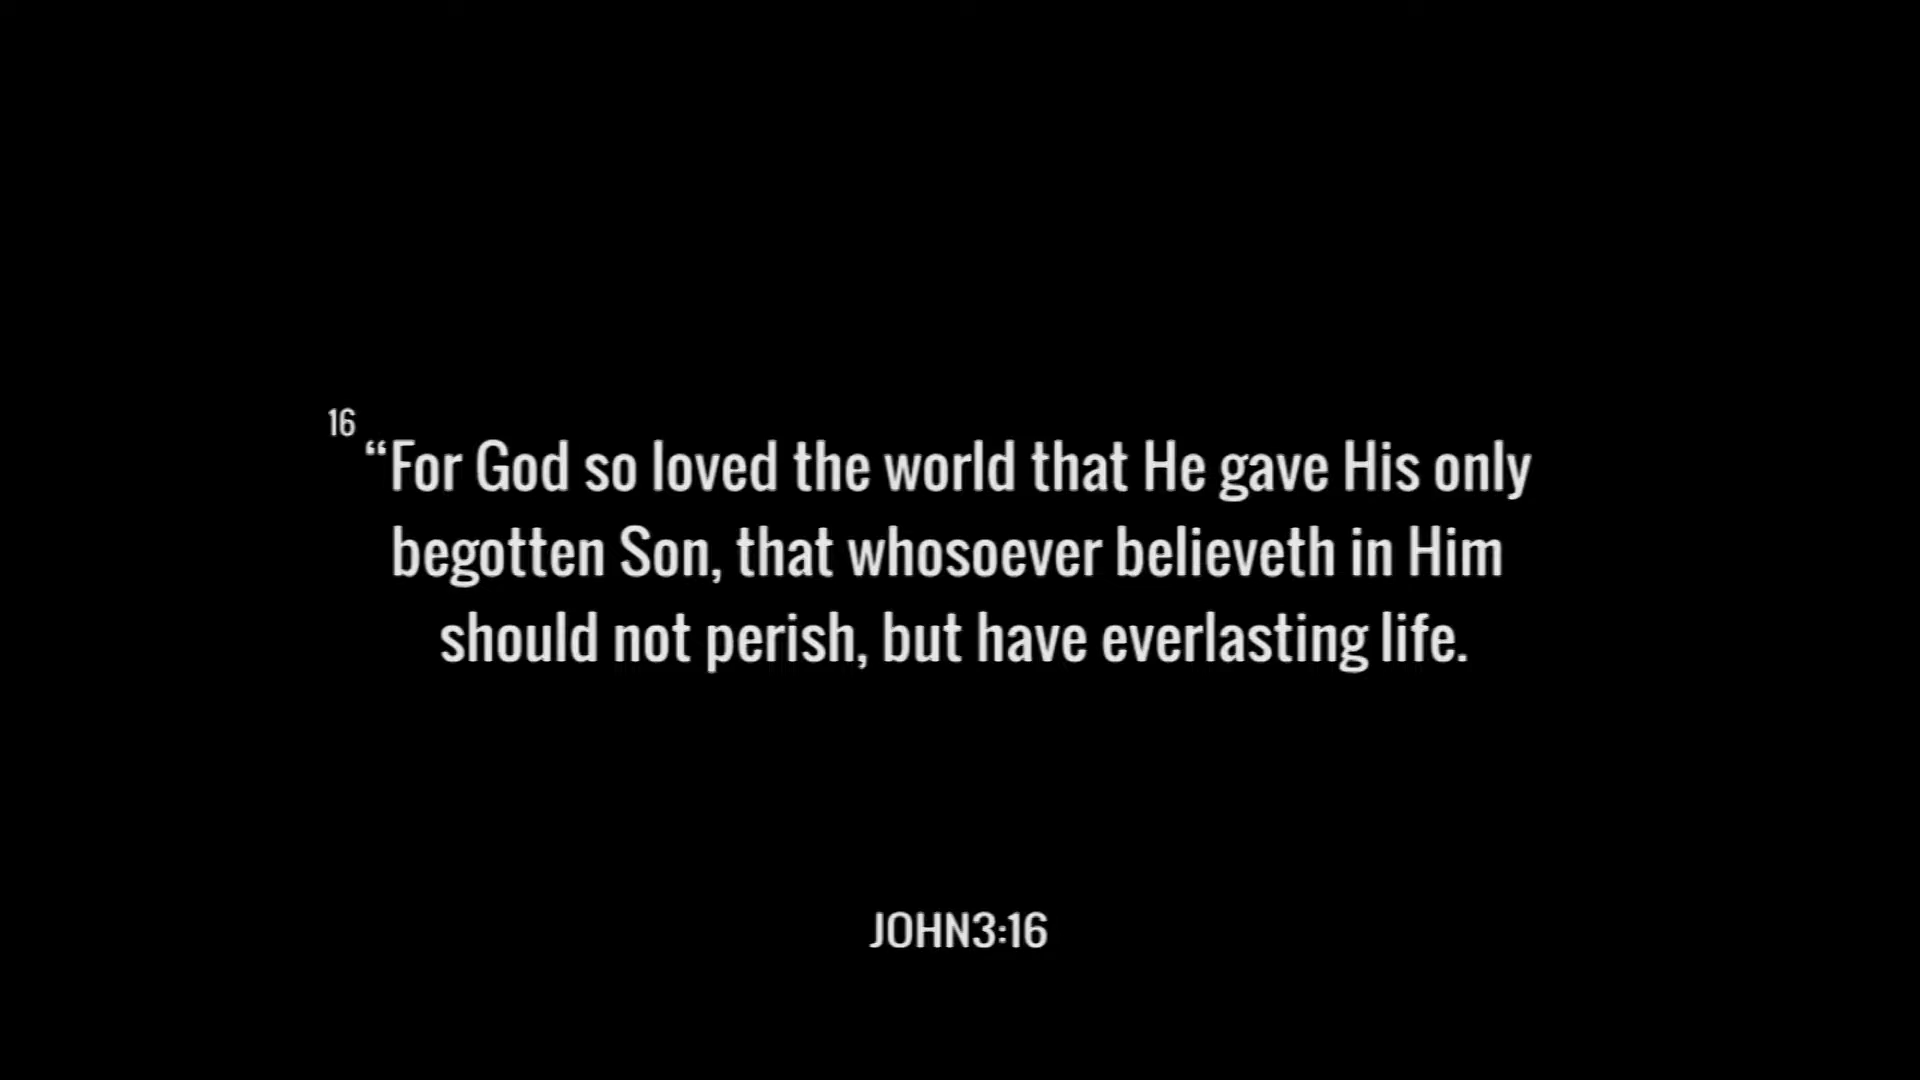 16 “For God so loved the world that He gave His only
begotten Son, that whosoever believeth in Him
should not perish, but have everlasting life.
JOHN3:16